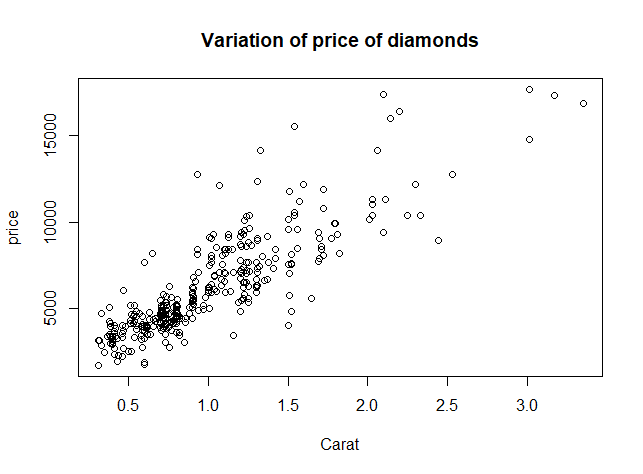 Variation of price of diamonds
15000
10000
5000
price
0.5 1.0 1.5 2.0 2.5 3.0
Carat